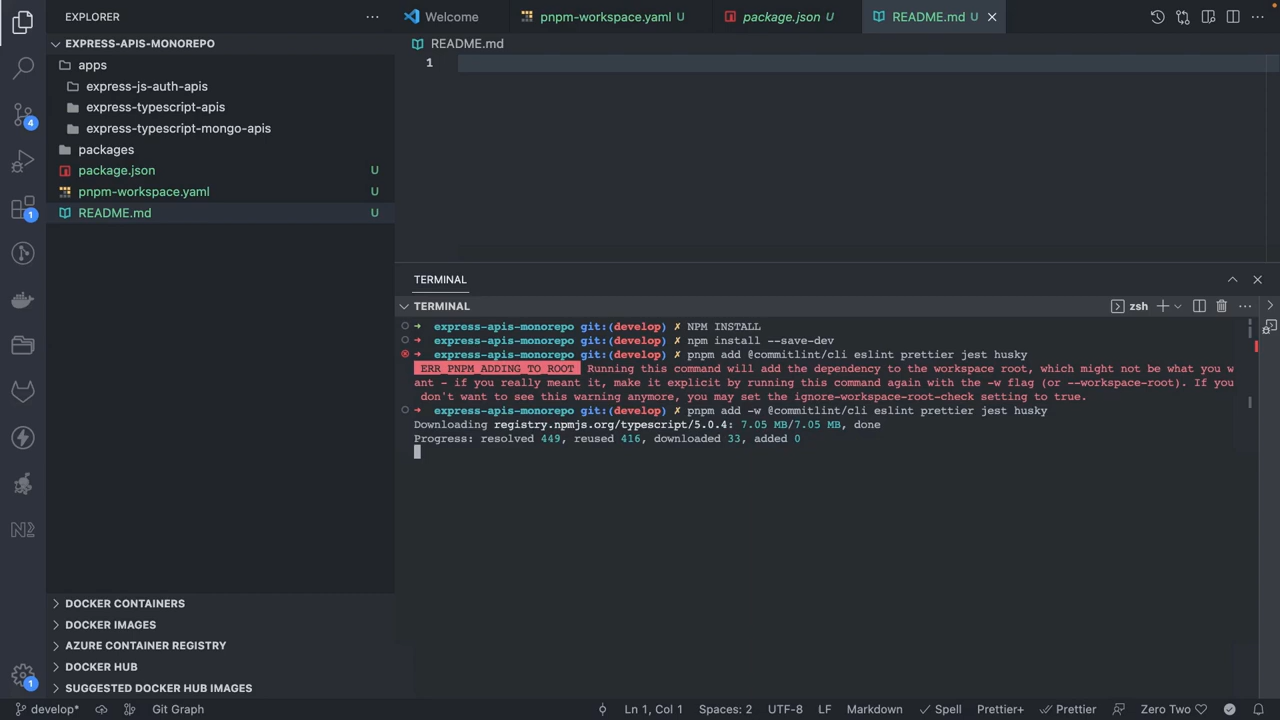 EXPLORER
EXPRESS-APIS-MONOREPO
apps
express-js-auth-apis
express-typescript-apis
express-typescript-mongo-apis
packages
package.json U
pnpm-workspace.yaml U
README.md U
4
1
1
DOCKER CONTAINERS
DOCKER IMAGES
AZURE CONTAINER REGISTRY
DOCKER HUB
SUGGESTED DOCKER HUB IMAGES
Welcome pnpm-workspace.yaml U package.json U README.md U
README.md
1
TERMINAL
TERMINAL zsh
➜ express-apis-monorepo git:(develop) ✗ NPM INSTALL
➜ express-apis-monorepo git:(develop) ✗ npm install --save-dev
➜ express-apis-monorepo git:(develop) ✗ pnpm add @commitlint/cli eslint prettier jest husky
ERR_PNPM_ADDING_TO_ROOT Running this command will add the dependency to the workspace root, which might not be what you w
ant - if you really meant it, make it explicit by running this command again with the -w flag (or --workspace-root). If you
don't want to see this warning anymore, you may set the ignore-workspace-root-check setting to true.
➜ express-apis-monorepo git:(develop) ✗ pnpm add -w @commitlint/cli eslint prettier jest husky
Downloading registry.npmjs.org/typescript/5.0.4: 7.05 MB/7.05 MB, done
Progress: resolved 449, reused 416, downloaded 33, added 0
develop* Git Graph Ln 1, Col 1 Spaces: 2 UTF-8 LF Markdown Spell Prettier+ Prettier Zero Two